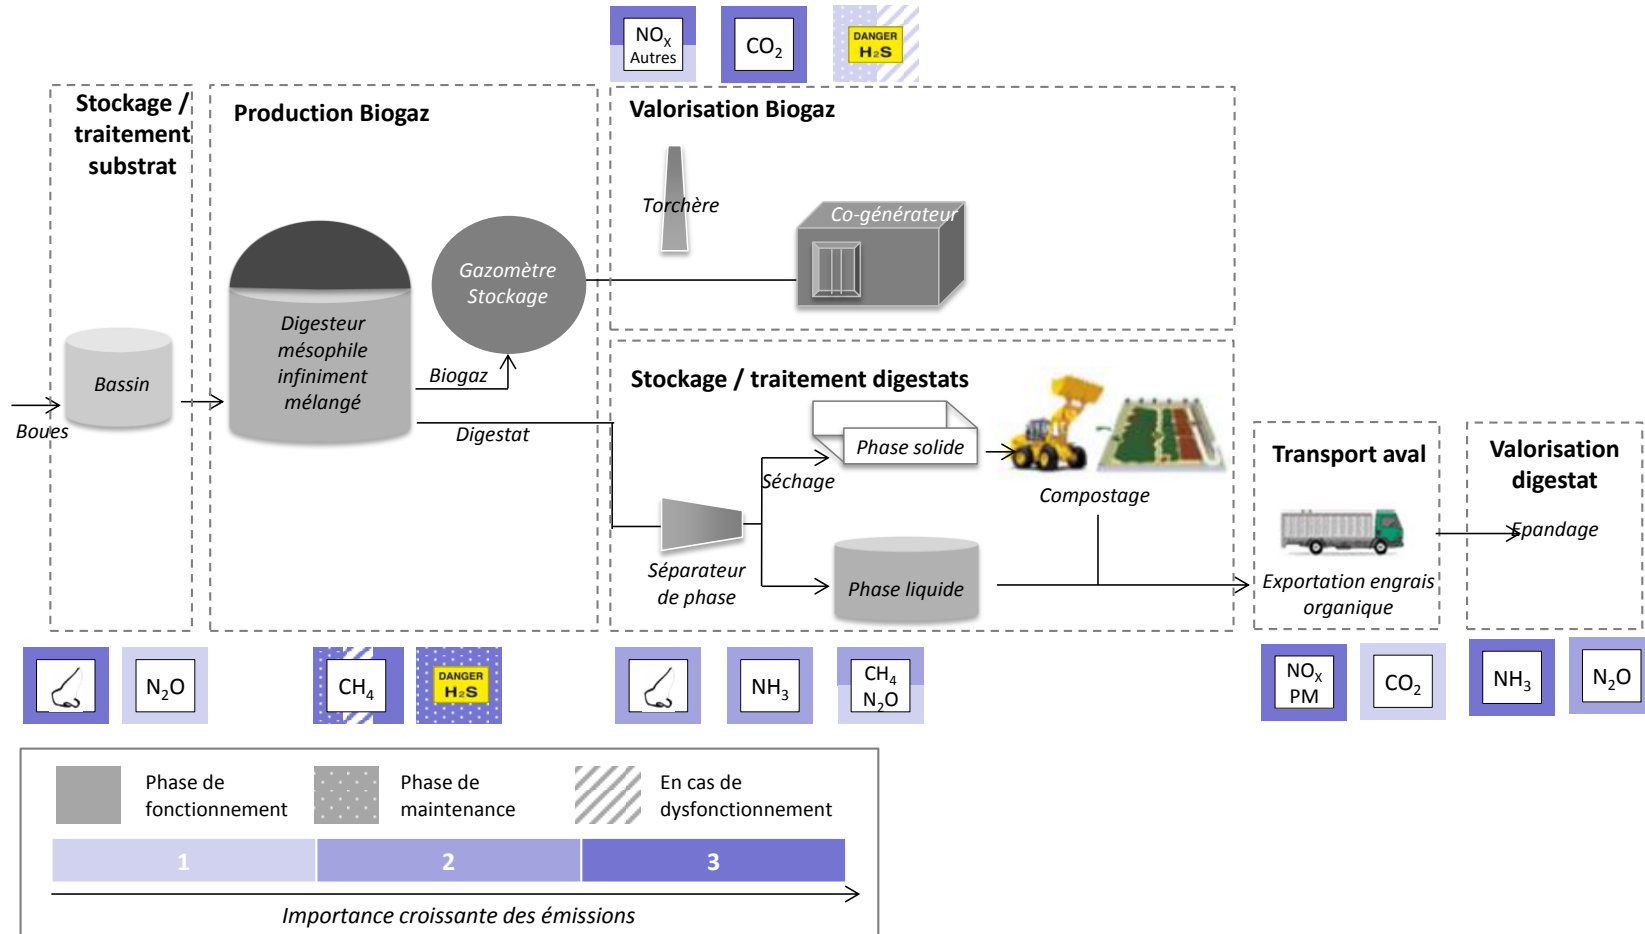 NOX
Autres
CO2
DANGER
H2S
Stockage /
traitement
substrat
Production Biogaz
Valorisation Biogaz
Torchère
Co-générateur
Gazomètre
Stockage
Digesteur
mésophile
infiniment
mélangé
Bassin
Boues
Biogaz
Digestat
Stockage / traitement digestats
Phase solide
Séchage
Compostage
Séparateur
de phase
Phase liquide
Transport aval
Exportation engrais
organique
Valorisation
digestat
Epandage
N2O
CH4
DANGER
H2S
NH3
CH4
N2O
NOX
PM
CO2
NH3
N2O
Phase de
fonctionnement
Phase de
maintenance
En cas de
dysfonctionnement
1
2
3
Importance croissante des émissions